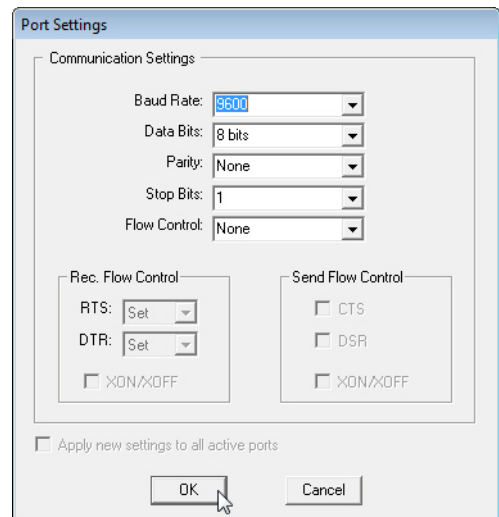 Port Settings
Communication Settings
Baud Rate: 9600
Data Bits: 8 bits
Parity: None
Stop Bits: 1
Flow Control: None
Rec. Flow Control
RTS: Set
DTR: Set
XON/XOFF
Send Flow Control
CTS
DSR
XON/XOFF
Apply new settings to all active ports
OK
Cancel